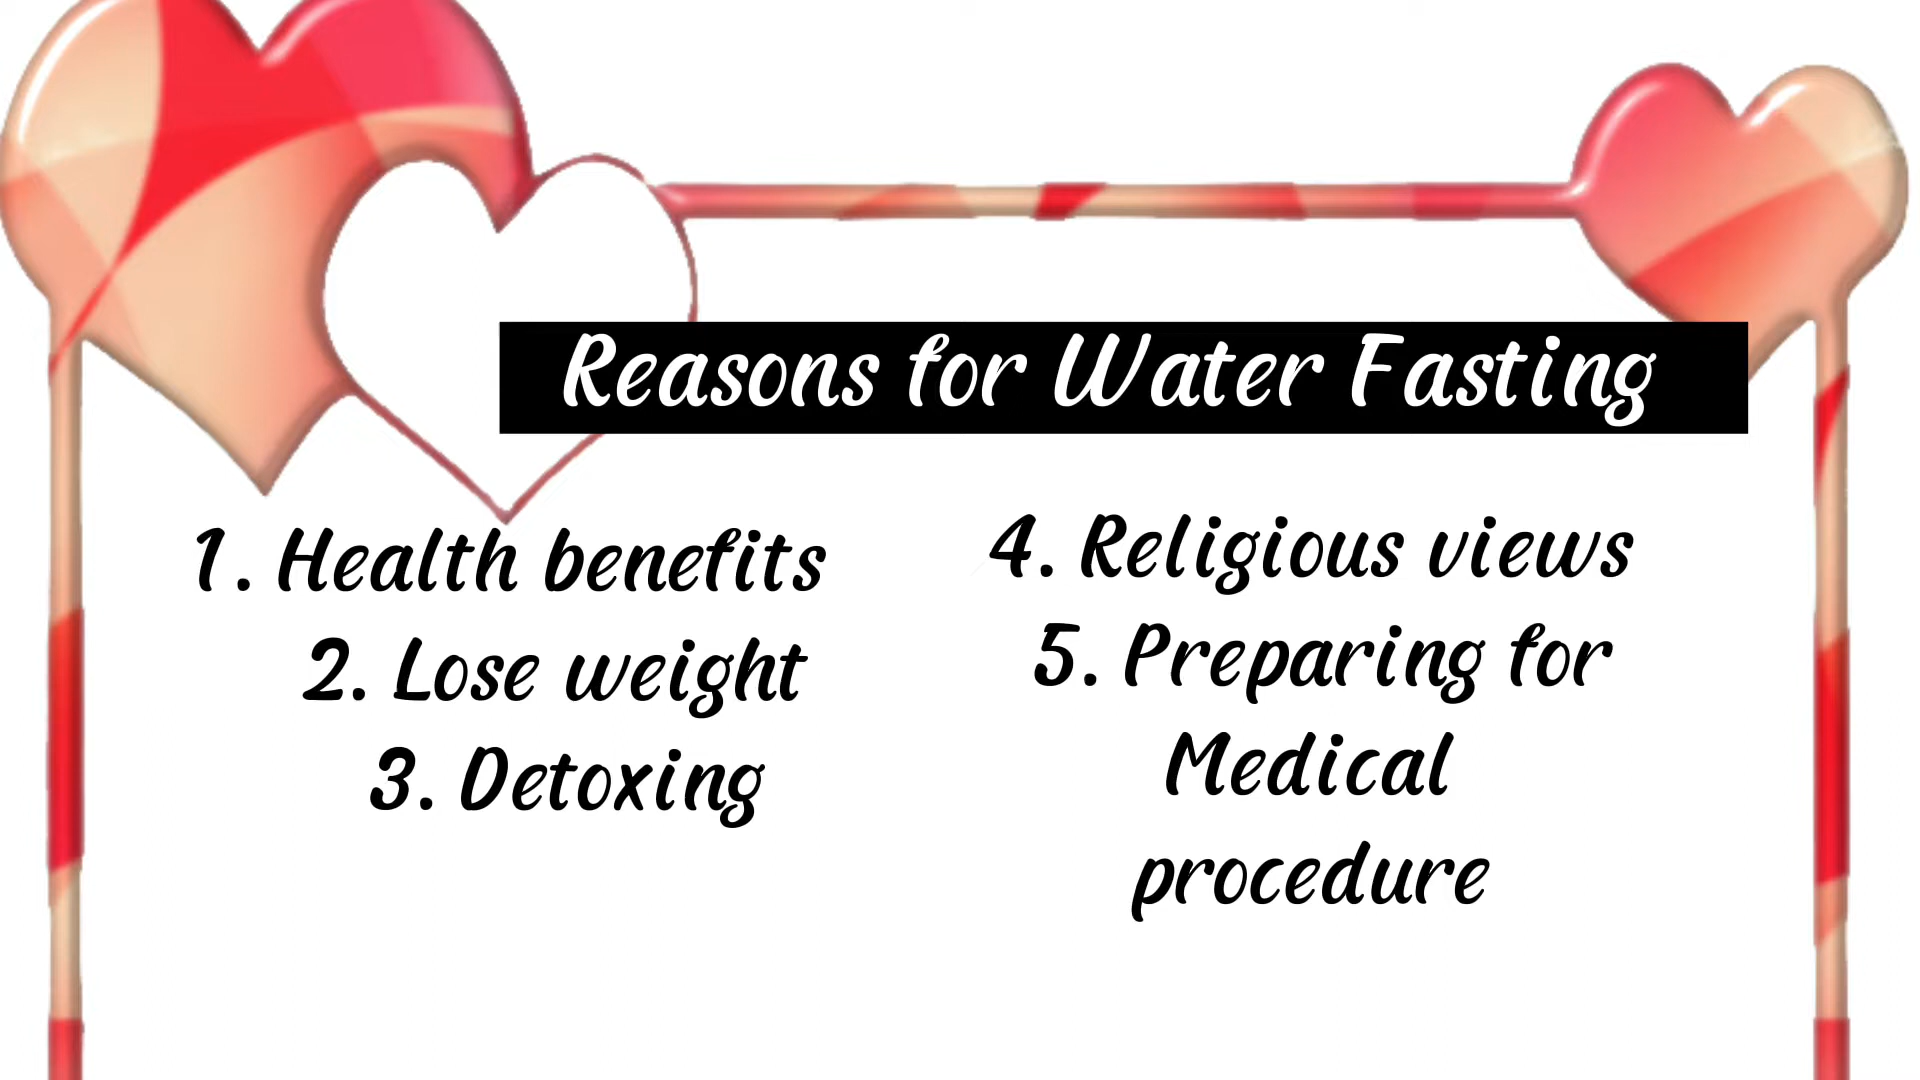 Reasons for Water Fasting
1. Health benefits
2. Lose weight
3. Detoxing
4. Religious views
5. Preparing for
Medical
procedure